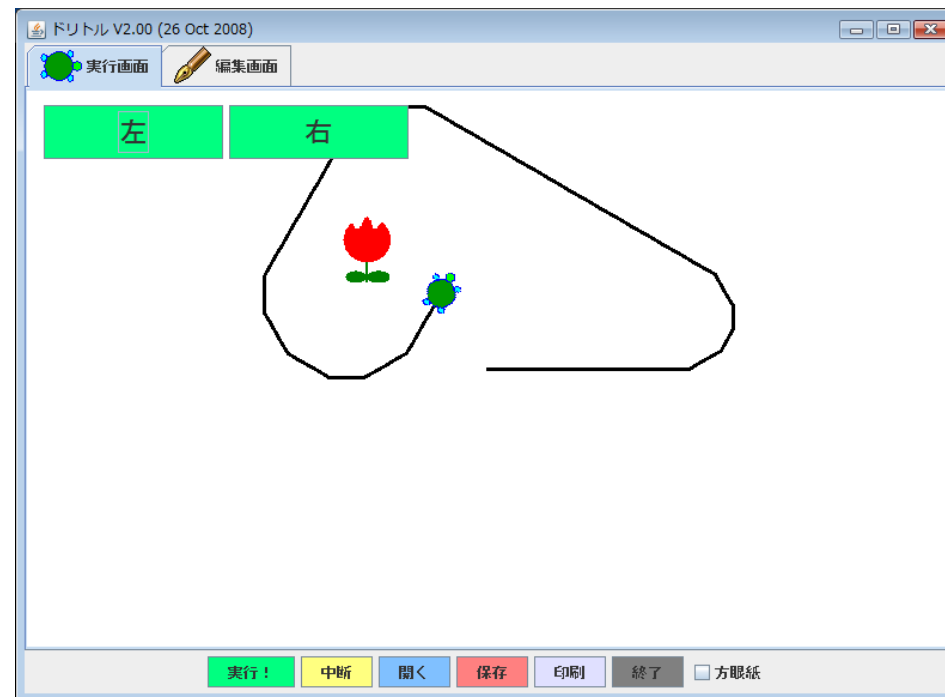 ドリトル V2.00 (26 Oct 2008)
実行画面 編集画面
左 右
実行！ 中断 開く 保存 印刷 終了 方眼紙